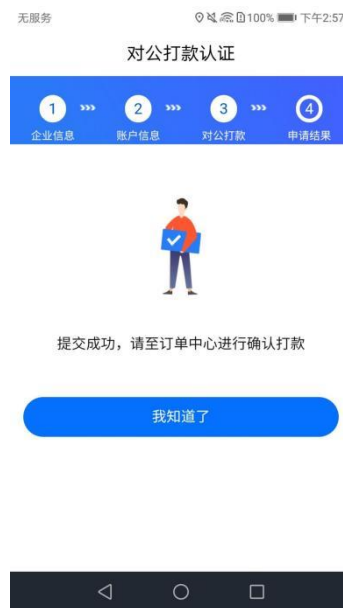 无服务 100% 下午2:57
对公打款认证
1 2 3 4
企业信息 账户信息 对公打款 申请结果
提交成功，请至订单中心进行确认打款
我知道了